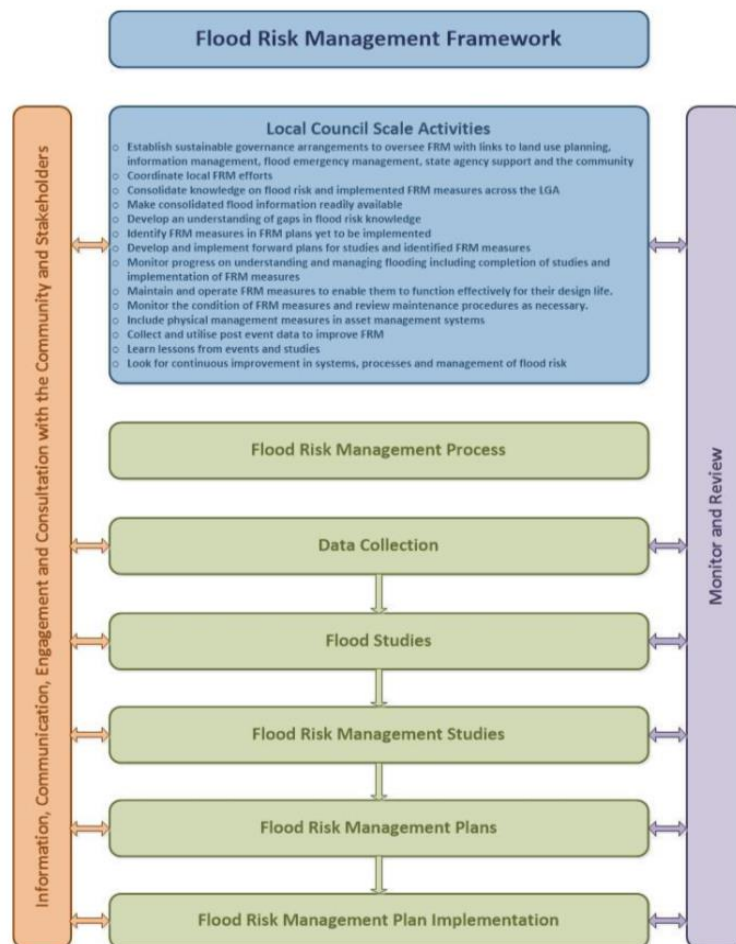 Flood Risk Management Framework
Information, Communication, Engagement and Consultation with the Community and Stakeholders
Local Council Scale Activities
o Establish sustainable governance arrangements to oversee FRM with links to land use planning,
information management, flood emergency management, state agency support and the community
o Coordinate local FRM efforts
o Consolidate knowledge on flood risk and implemented FRM measures across the LGA
o Make consolidated flood information readily available
o Develop an understanding of gaps in flood risk knowledge
o Identify FRM measures in FRM plans yet to be implemented
o Develop and implement forward plans for studies and identified FRM measures
o Monitor progress on understanding and managing flooding including completion of studies and
implementation of FRM measures
o Maintain and operate FRM measures to enable them to function effectively for their design life.
o Monitor the condition of FRM measures and review maintenance procedures as necessary.
o Include physical management measures in asset management systems
o Collect and utilise post event data to improve FRM
o Learn lessons from events and studies
o Look for continuous improvement in systems, processes and management of flood risk
Monitor and Review
Flood Risk Management Process
Data Collection
Flood Studies
Flood Risk Management Studies
Flood Risk Management Plans
Flood Risk Management Plan Implementation